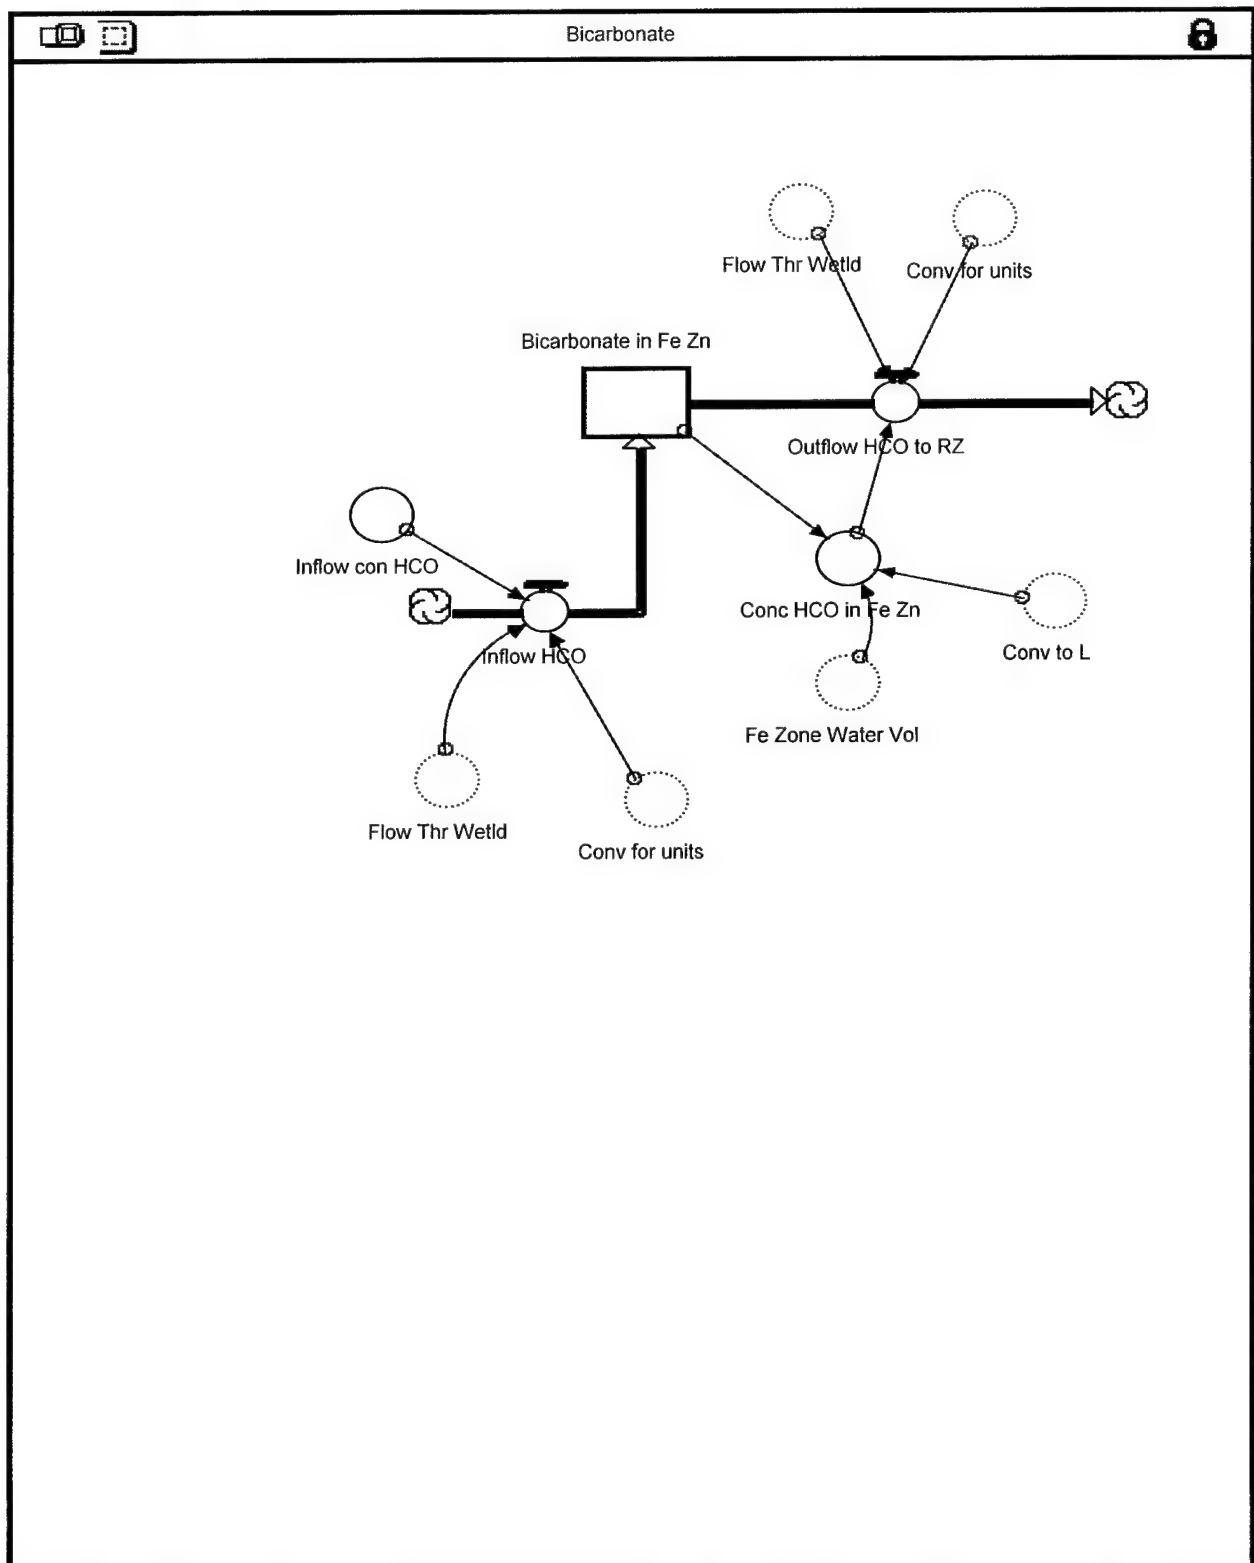 Bicarbonate
Flow Thr Wetld
Conv for units
Bicarbonate in Fe Zn
Outflow HCO to RZ
Inflow con HCO
Conc HCO in Fe Zn
Inflow HCO
Conv to L
Fe Zone Water Vol
Flow Thr Wetld
Conv for units